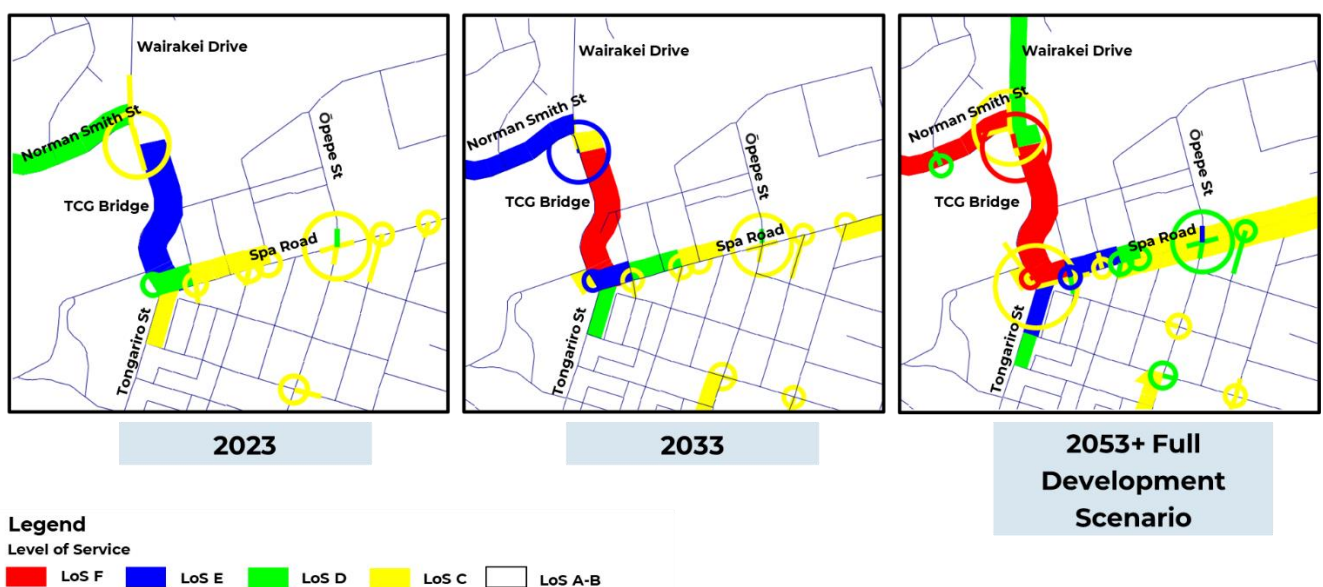 Wairakei Drive
Norman Smith St
Ōpepe St
TCG Bridge
Spa Road
Tongariro St
2023
Wairakei Drive
Norman Smith St
Ōpepe St
TCG Bridge
Spa Road
Tongariro St
2033
Wairakei Drive
Norman Smith St
Ōpepe St
TCG Bridge
Spa Road
Tongariro St
2053+ Full
Development
Scenario
Legend
Level of Service
LoS F LoS E LoS D LoS C LoS A-B